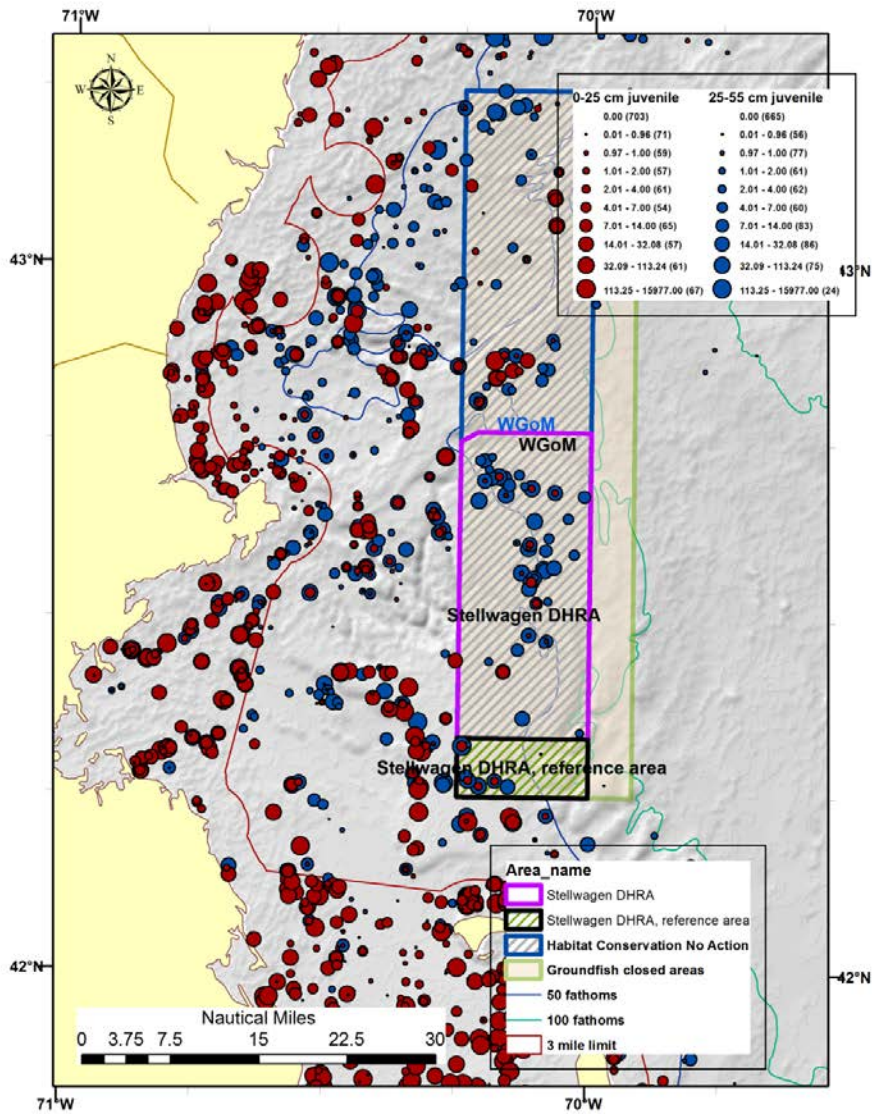 71°W 70°W
N
W E
S
0-25 cm juvenile 25-55 cm juvenile
0.00 (703) 0.00 (665)
0.01 - 0.96 (71) 0.01 - 0.96 (56)
0.97 - 1.00 (59) 0.97 - 1.00 (77)
1.01 - 2.00 (57) 1.01 - 2.00 (61)
2.01 - 4.00 (61) 2.01 - 4.00 (62)
4.01 - 7.00 (54) 4.01 - 7.00 (60)
7.01 - 14.00 (65) 7.01 - 14.00 (83)
14.01 - 32.08 (57) 14.01 - 32.08 (86)
32.09 - 113.24 (61) 32.09 - 113.24 (75)
113.25 - 15977.00 (67) 113.25 - 15977.00 (24)
43°N 43°N
WGoM
WGoM
Stellwagen DHRA
Stellwagen DHRA, reference area
Area_name
Stellwagen DHRA
Stellwagen DHRA, reference area
Habitat Conservation No Action
Groundfish closed areas
50 fathoms
100 fathoms
3 mile limit
42°N 42°N
Nautical Miles
0 3.75 7.5 15 22.5 30
71°W 70°W